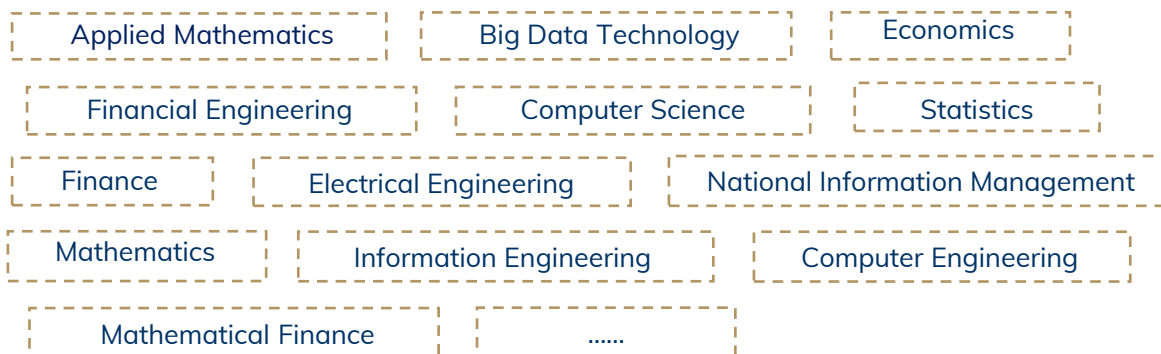 Applied Mathematics Big Data Technology Economics
Financial Engineering Computer Science Statistics
Finance Electrical Engineering National Information Management
Mathematics Information Engineering Computer Engineering
Mathematical Finance ......